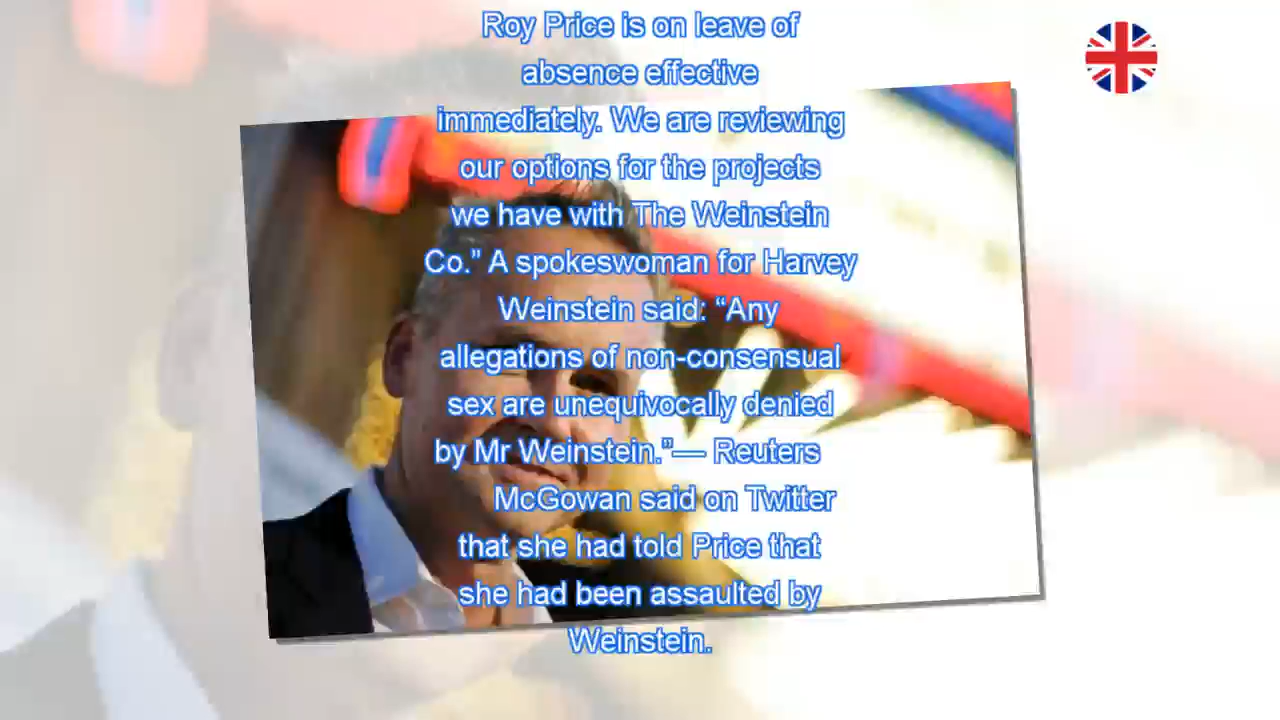 Roy Price is on leave of
absence effective
immediately. We are reviewing
our options for the projects
we have with The Weinstein
Co.” A spokeswoman for Harvey
Weinstein said: “Any
allegations of non-consensual
sex are unequivocally denied
by Mr Weinstein.”— Reuters
McGowan said on Twitter
that she had told Price that
she had been assaulted by
Weinstein.